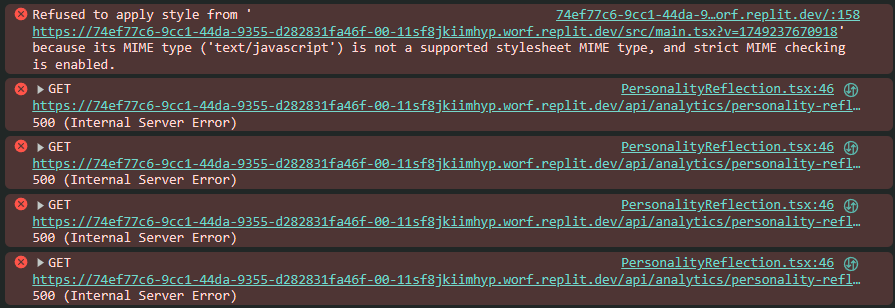 Refused to apply style from ' 74ef77c6-9cc1-44da-9…orf.replit.dev/:158
https://74ef77c6-9cc1-44da-9355-d282831fa46f-00-11sf8jkiimhyp.worf.replit.dev/src/main.tsx?v=1749237670918'
because its MIME type ('text/javascript') is not a supported stylesheet MIME type, and strict MIME checking
is enabled.
GET PersonalityReflection.tsx:46
https://74ef77c6-9cc1-44da-9355-d282831fa46f-00-11sf8jkiimhyp.worf.replit.dev/api/analytics/personality-refl…
500 (Internal Server Error)
GET PersonalityReflection.tsx:46
https://74ef77c6-9cc1-44da-9355-d282831fa46f-00-11sf8jkiimhyp.worf.replit.dev/api/analytics/personality-refl…
500 (Internal Server Error)
GET PersonalityReflection.tsx:46
https://74ef77c6-9cc1-44da-9355-d282831fa46f-00-11sf8jkiimhyp.worf.replit.dev/api/analytics/personality-refl…
500 (Internal Server Error)
GET PersonalityReflection.tsx:46
https://74ef77c6-9cc1-44da-9355-d282831fa46f-00-11sf8jkiimhyp.worf.replit.dev/api/analytics/personality-refl…
500 (Internal Server Error)